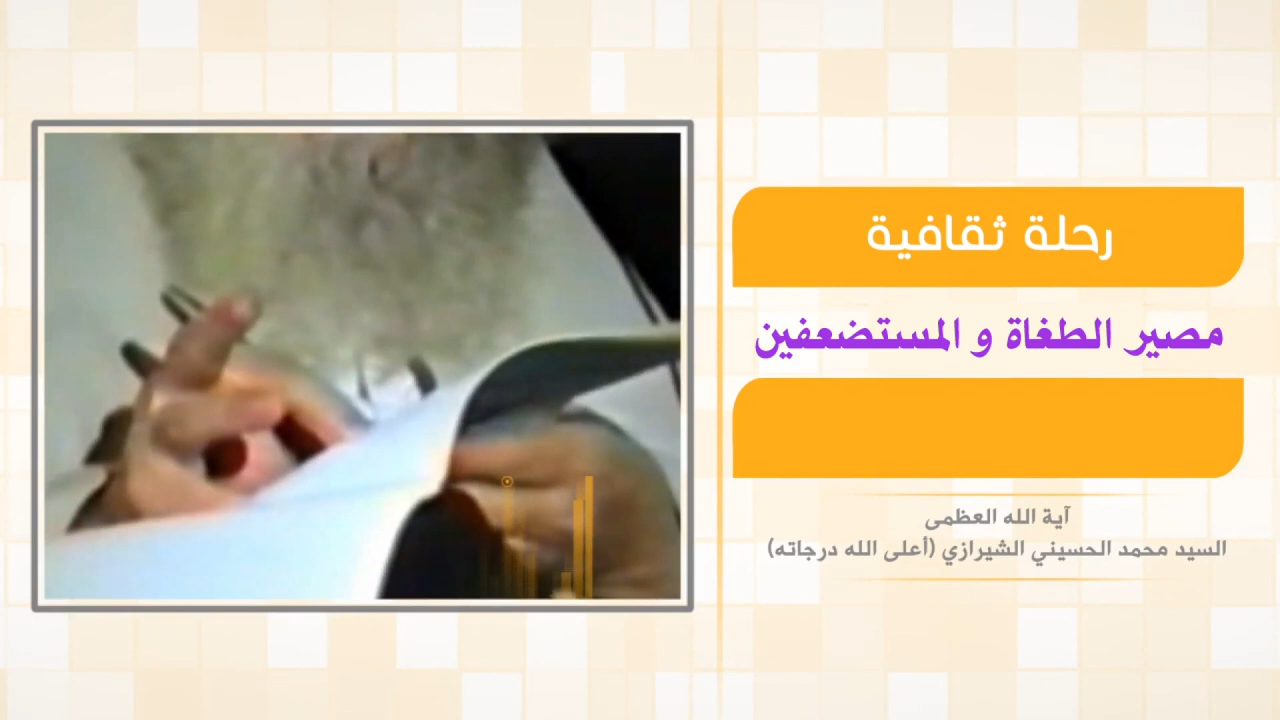 رحلة ثقافية
مصير الطغاة و المستضعفين
آية الله العظمى
السيد محمد الحسيني الشيرازي (أعلى الله درجاته)